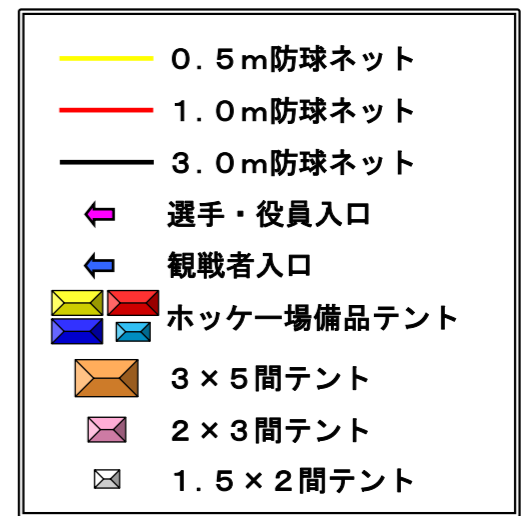 ０．５ｍ防球ネット
１．０ｍ防球ネット
３．０ｍ防球ネット
選手・役員入口
観戦者入口
ホッケー場備品テント
３×５間テント
２×３間テント
１．５×２間テント